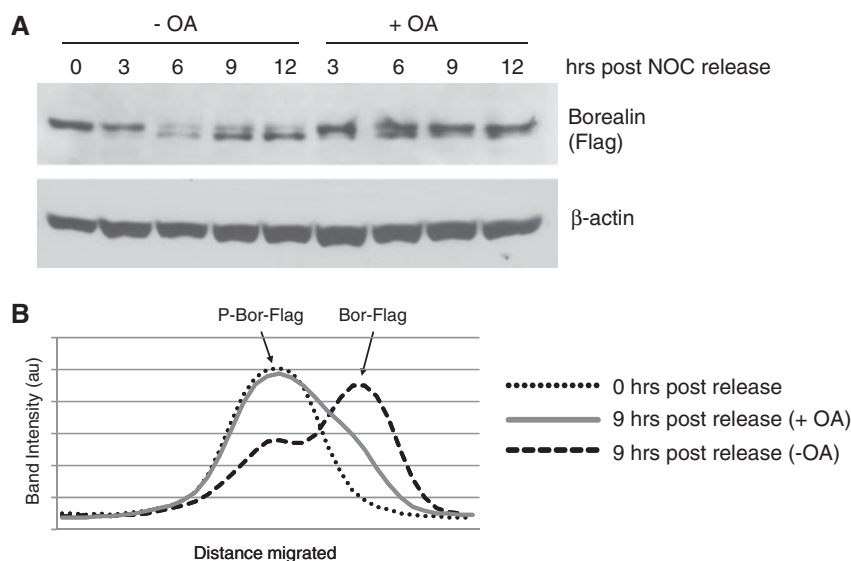 A
- OA + OA
0 3 6 9 12 3 6 9 12 hrs post NOC release
Borealin
(Flag)
β-actin
B
P-Bor-Flag Bor-Flag
Band Intensity (au)
Distance migrated
0 hrs post release
9 hrs post release (+ OA)
9 hrs post release (-OA)